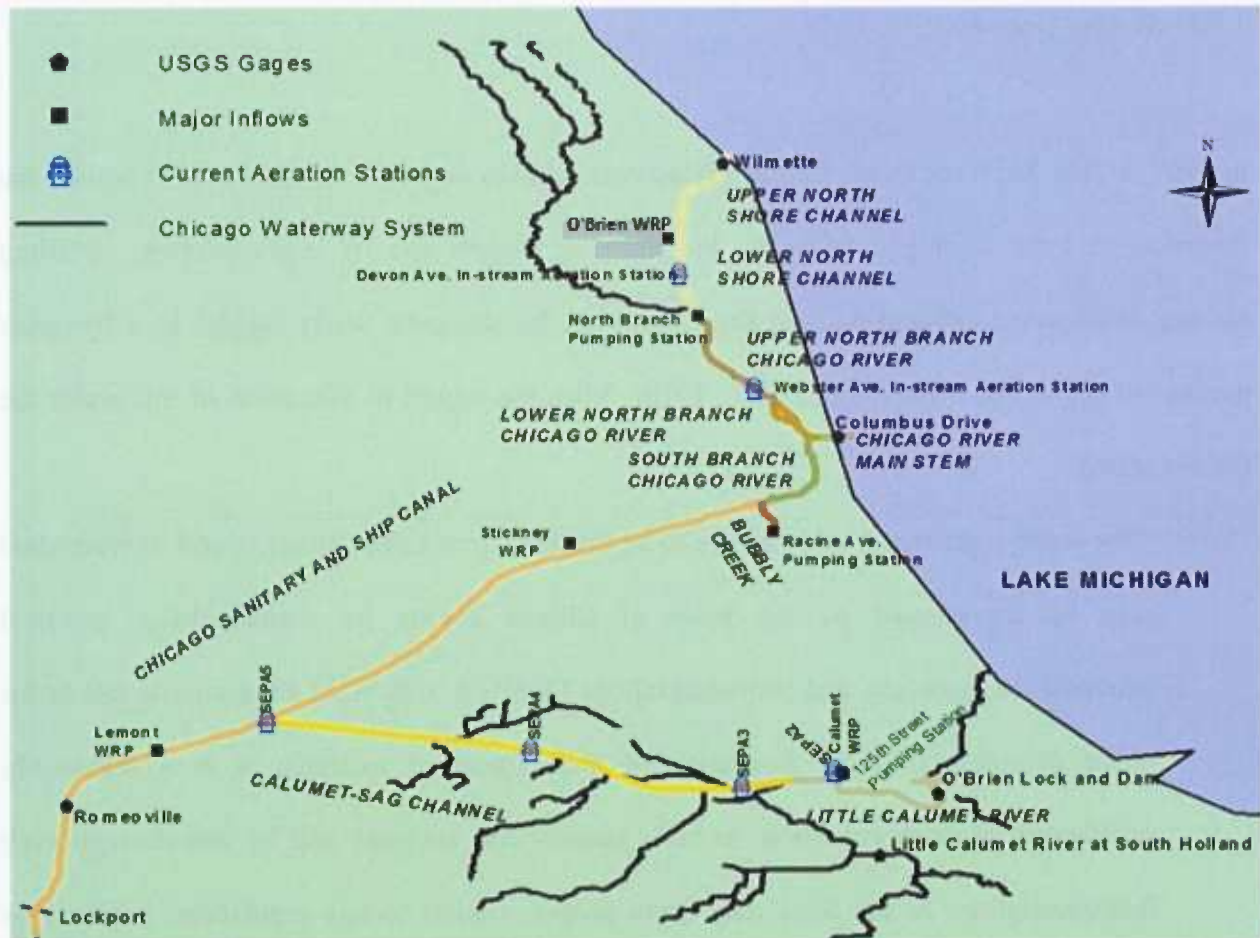 USGS Gages
Major Inflows
Current Aeration Stations
Chicago Waterway System
N
Wilmette
UPPER NORTH
SHORE CHANNEL
O'Brien WRP
LOWER NORTH
SHORE CHANNEL
Devon Ave. In-stream Aeration Station
North Branch
Pumping Station
UPPER NORTH BRANCH
CHICAGO RIVER
Webster Ave. In-stream Aeration Station
LOWER NORTH BRANCH
CHICAGO RIVER
Columbus Drive
CHICAGO RIVER
MAIN STEM
SOUTH BRANCH
CHICAGO RIVER
CHICAGO SANITARY AND SHIP CANAL
Stickney
WRP
BUBBLY
CREEK
Racine Ave.
Pumping Station
LAKE MICHIGAN
SEPA5
SEPA4
SEPA3
SEPA2
Calumet
WRP
125th Street
Pumping Station
Lemont
WRP
O'Brien Lock and Dam
CALUMET-SAG CHANNEL
LITTLE CALUMET RIVER
Romeoville
Little Calumet River at South Holland
Lockport